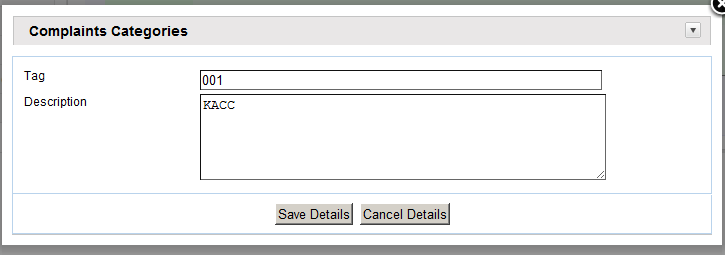 Complaints Categories
Tag
001
Description
KACC
Save Details Cancel Details